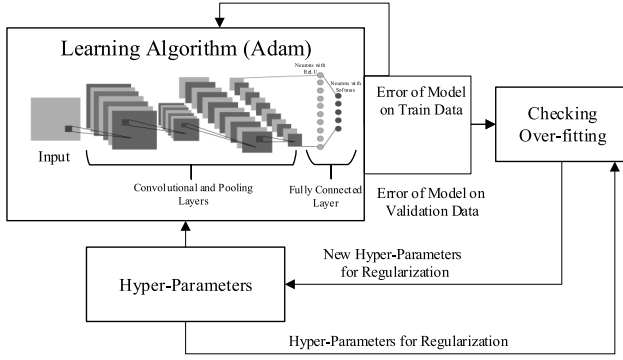 Learning Algorithm (Adam)
Neurons with
ReLU
Neurons with
Softmax
Input
Convolutional and Pooling
Layers
Fully Connected
Layer
Error of Model
on Train Data
Error of Model on
Validation Data
Checking
Over-fitting
New Hyper-Parameters
for Regularization
Hyper-Parameters
Hyper-Parameters for Regularization